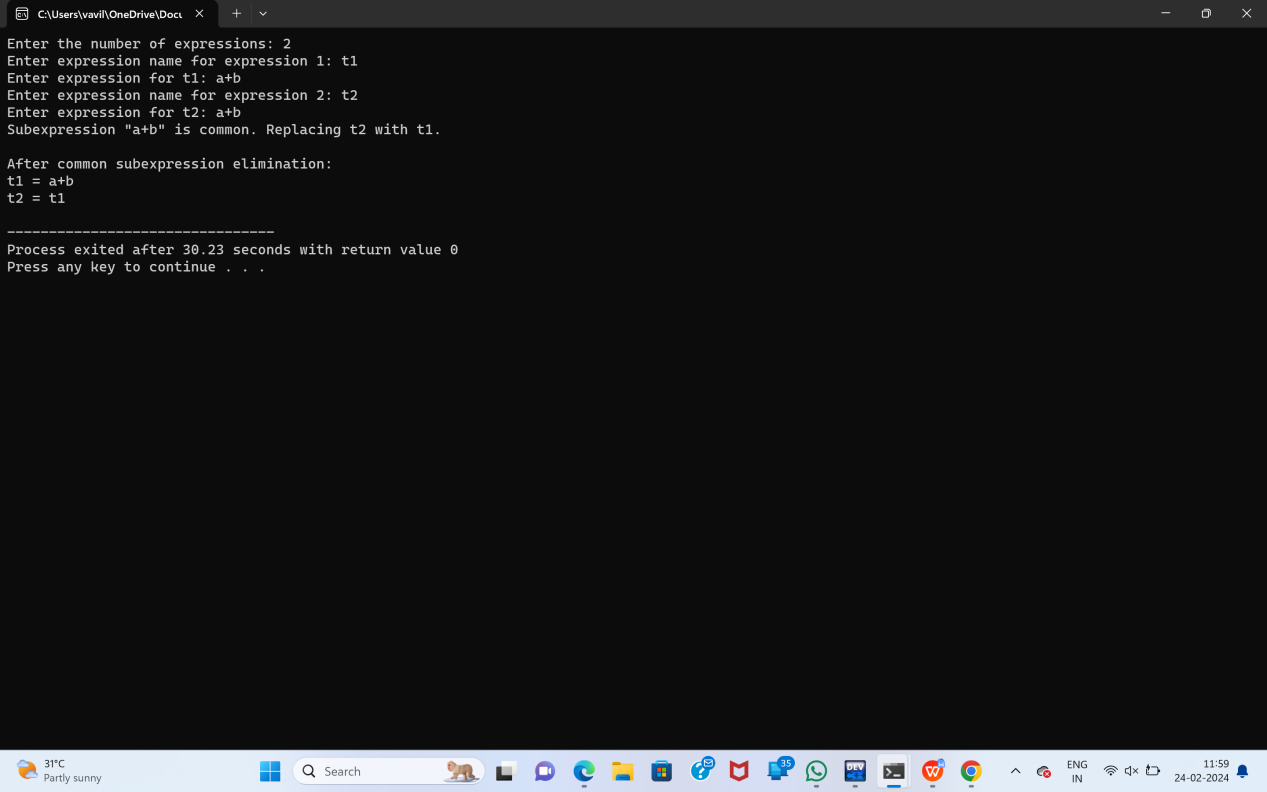 C:\Users\vavil\OneDrive\Docu
Enter the number of expressions: 2
Enter expression name for expression 1: t1
Enter expression for t1: a+b
Enter expression name for expression 2: t2
Enter expression for t2: a+b
Subexpression "a+b" is common. Replacing t2 with t1.
After common subexpression elimination:
t1 = a+b
t2 = t1
--------------------------------
Process exited after 30.23 seconds with return value 0
Press any key to continue . . .
31°C
Partly sunny
Search
35
DEV
ENG
IN
11:59
24-02-2024